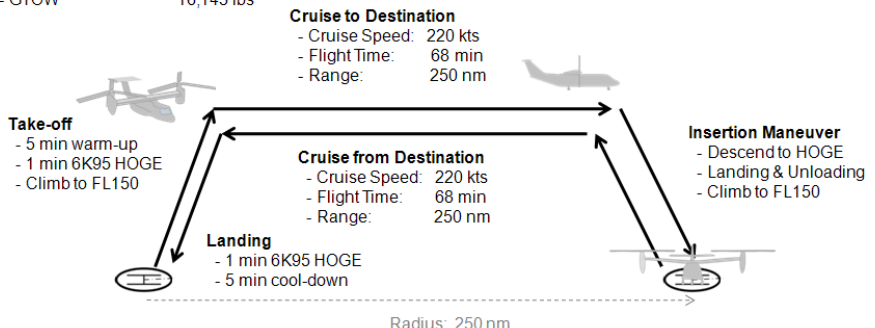 Cruise to Destination
- Cruise Speed: 220 kts
- Flight Time: 68 min
- Range: 250 nm
Take-off
- 5 min warm-up
- 1 min 6K95 HOGE
- Climb to FL150
Insertion Maneuver
- Descend to HOGE
- Landing & Unloading
- Climb to FL150
Cruise from Destination
- Cruise Speed: 220 kts
- Flight Time: 68 min
- Range: 250 nm
Landing
- 1 min 6K95 HOGE
- 5 min cool-down
Radius: 250 nm